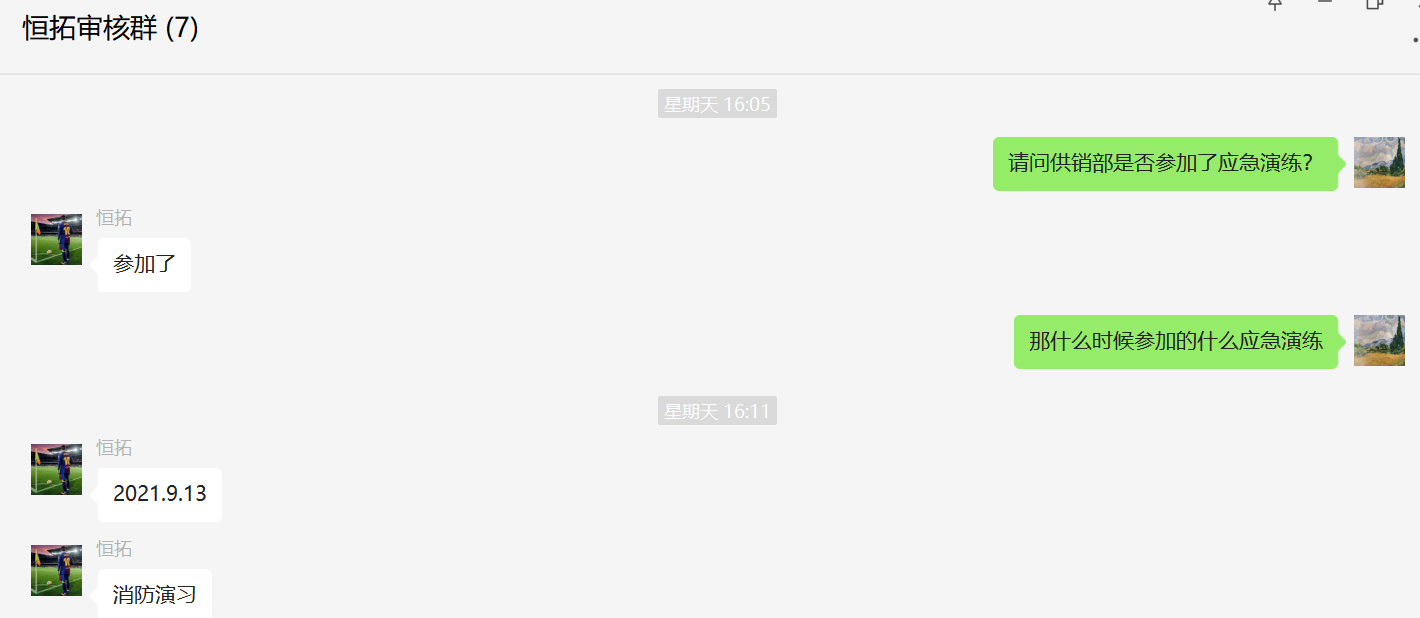 恒拓审核群 (7)
星期天 16:05
请问供销部是否参加了应急演练？
恒拓
参加了
那什么时候参加的什么应急演练
星期天 16:11
恒拓
2021.9.13
恒拓
消防演习